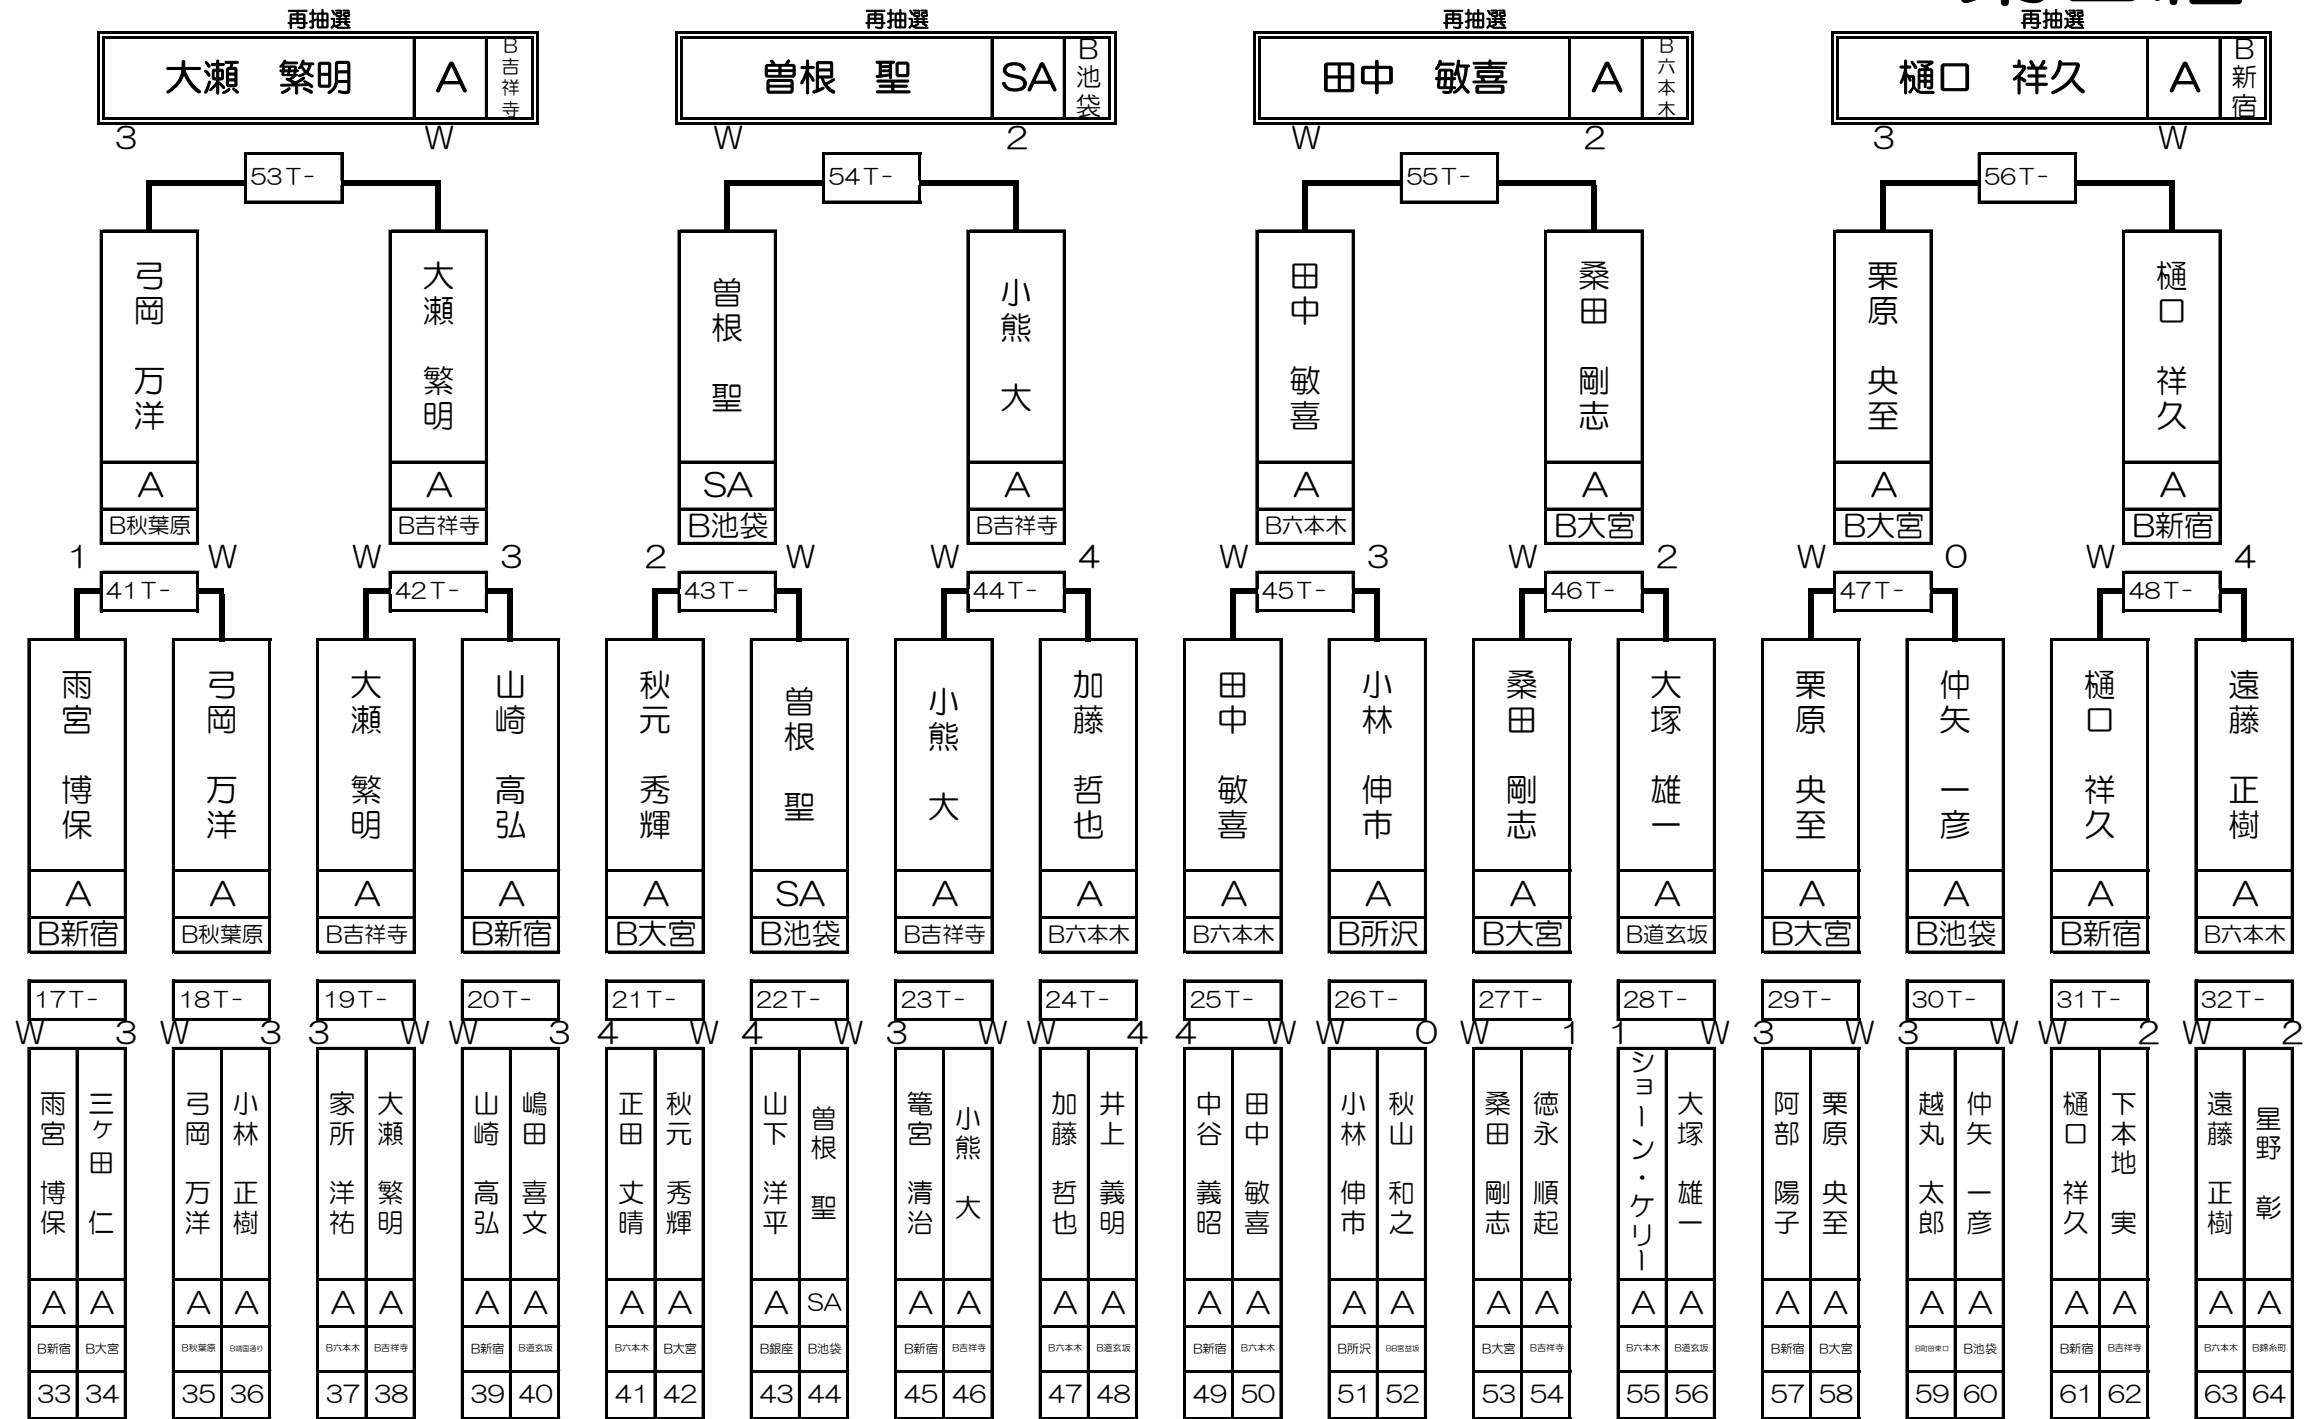 再抽選 再抽選 再抽選 再抽選
大瀬 繁明 A B吉祥寺 曽根 聖 SA B池袋 田中 敏喜 A B六本木 樋口 祥久 A B新宿
3 W W 2 W 2 3 W
53T- 54T- 55T- 56T-
弓岡 万洋 大瀬 繁明 曽根 聖 小熊 大 田中 敏喜 桑田 剛志 栗原 央至 樋口 祥久
A A SA A A A A A
B秋葉原 B吉祥寺 B池袋 B吉祥寺 B六本木 B大宮 B大宮 B新宿
1 W W 3 2 W W 4 W 3 W 2 W 0 W 4
41T- 42T- 43T- 44T- 45T- 46T- 47T- 48T-
雨宮 博保 弓岡 万洋 大瀬 繁明 山崎 高弘 秋元 秀輝 曽根 聖 小熊 大 加藤 哲也 田中 敏喜 小林 伸市 桑田 剛志 大塚 雄一 栗原 央至 仲矢 一彦 樋口 祥久 遠藤 正樹
A A A A A SA A A A A A A A A A A
B新宿 B秋葉原 B吉祥寺 B新宿 B大宮 B池袋 B吉祥寺 B六本木 B六本木 B所沢 B大宮 B道玄坂 B大宮 B池袋 B新宿 B六本木
17T- 18T- 19T- 20T- 21T- 22T- 23T- 24T- 25T- 26T- 27T- 28T- 29T- 30T- 31T- 32T-
W 3 W 3 3 W W 3 4 W 4 W 3 W W 4 4 W W 0 W 1 1 W 3 W 3 W W 2 W 2
雨宮 博保 三ケ田 仁 弓岡 万洋 小林 正樹 家所 洋祐 大瀬 繁明 山崎 高弘 嶋田 喜文 正田 丈晴 秋元 秀輝 山下 洋平 曽根 聖 篭宮 清治 小熊 大 加藤 哲也 井上 義明 中谷 義昭 田中 敏喜 小林 伸市 秋山 和之 桑田 剛志 徳永 順起 ショーン・ケリー 大塚 雄一 阿部 陽子 栗原 央至 越丸 太郎 仲矢 一彦 樋口 祥久 下本地 実 遠藤 正樹 星野 彰
A A A A A A A A A A A SA A A A A A A A A A A A A A A A A A A A A
B新宿 B大宮 B秋葉原 B靖国通り B六本木 B吉祥寺 B新宿 B道玄坂 B六本木 B大宮 B銀座 B池袋 B新宿 B吉祥寺 B六本木 B道玄坂 B新宿 B六本木 B所沢 BB宮益坂 B大宮 B吉祥寺 B六本木 B道玄坂 B新宿 B大宮 B町田東口 B池袋 B新宿 B吉祥寺 B六本木 B錦糸町
33 34 35 36 37 38 39 40 41 42 43 44 45 46 47 48 49 50 51 52 53 54 55 56 57 58 59 60 61 62 63 64